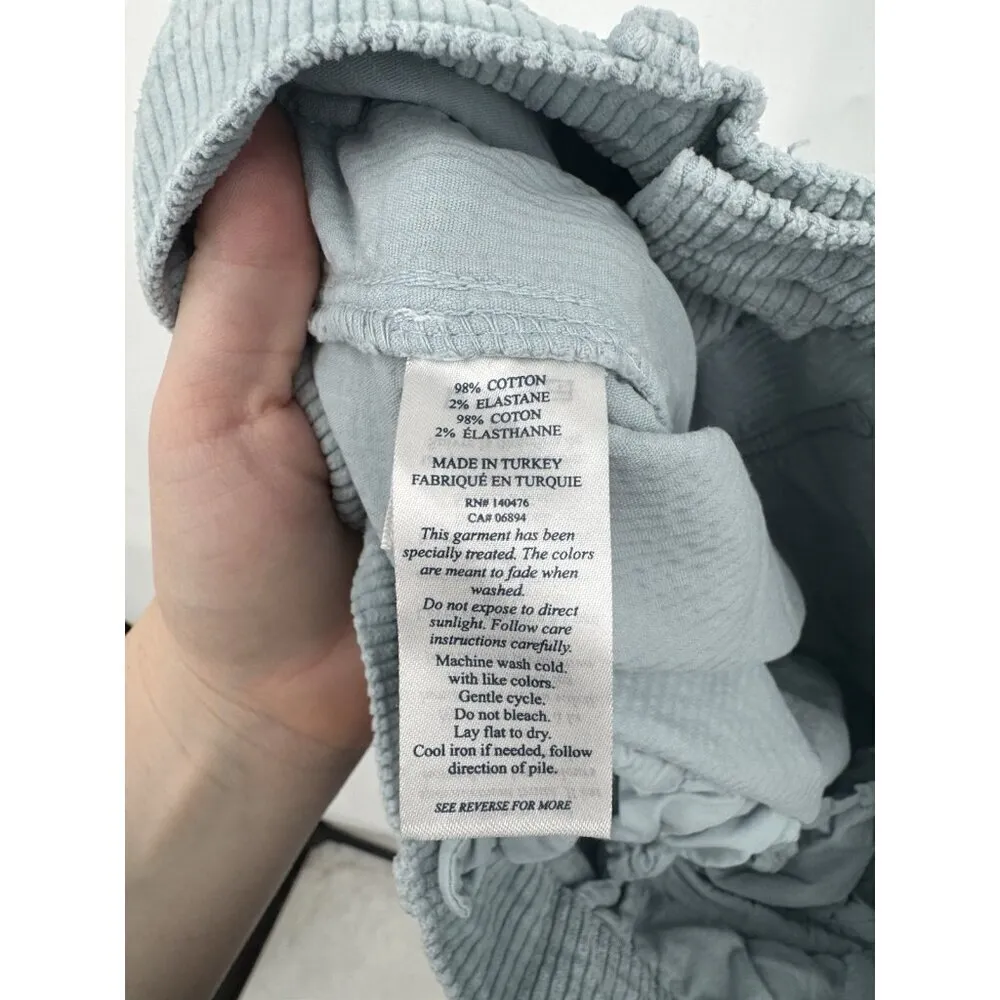 98% COTTON
2% ELASTANE
98% COTON
2% ÉLASTHANNE
MADE IN TURKEY
FABRIQUÉ EN TURQUIE
RN# 140476
CA# 06894
This garment has been
specially treated. The colors
are meant to fade when
washed.
Do not expose to direct
sunlight. Follow care
instructions carefully.
Machine wash cold.
with like colors.
Gentle cycle.
Do not bleach.
Lay flat to dry.
Cool iron if needed, follow
direction of pile.
SEE REVERSE FOR MORE